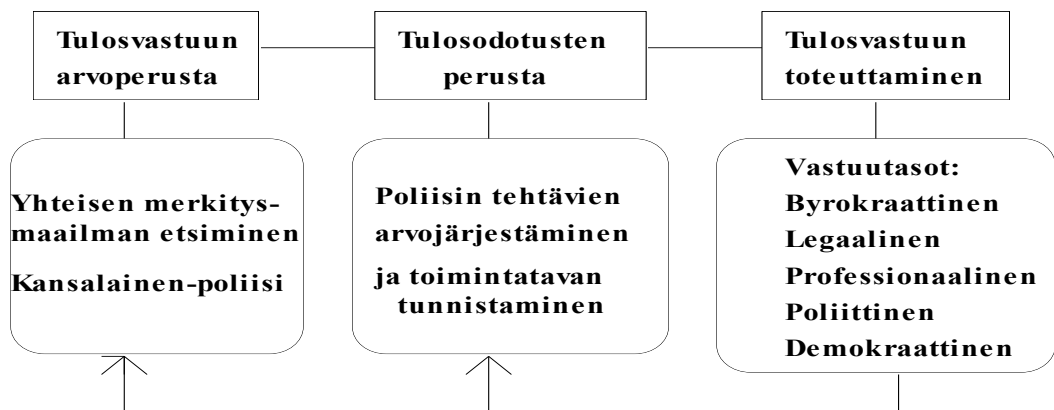 Tulosvastuun
arvoperusta
Tulosodotusten
perusta
Tulosvastuun
toteuttaminen
Yhteisen merkitys-
maailman etsiminen
Kansalainen-poliisi
Poliisin tehtävien
arvojärjestäminen
ja toimintatavan
tunnistaminen
Vastuutasot:
Byrokraattinen
Legaalinen
Professionaalinen
Poliittinen
Demokraattinen